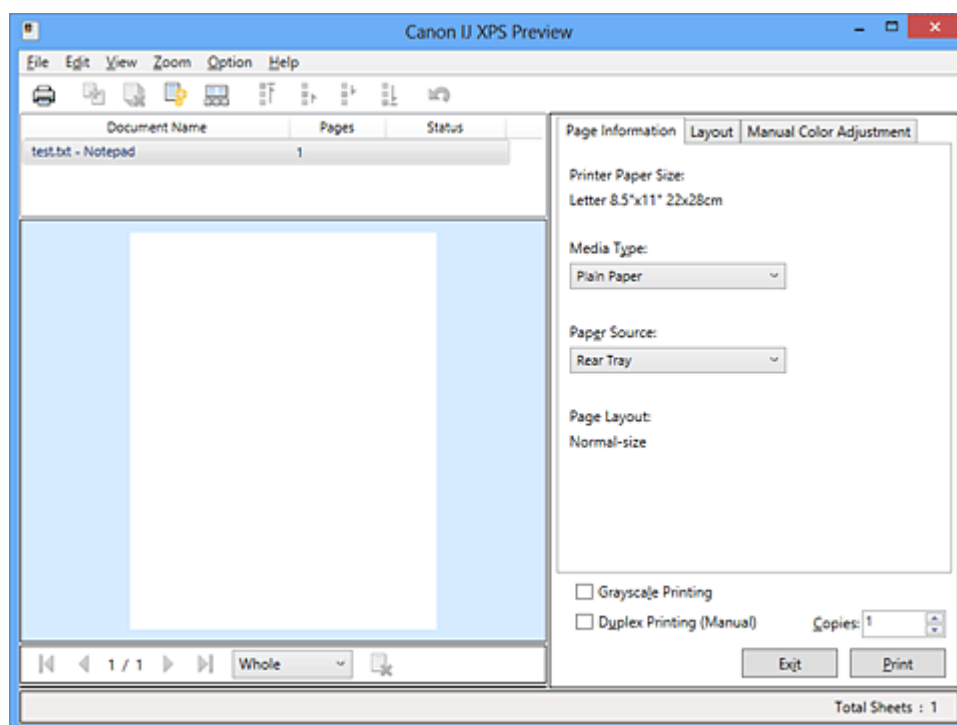 Canon IJ XPS Preview
File Edit View Zoom Option Help
Document Name Pages Status
test.txt - Notepad 1
Page Information Layout Manual Color Adjustment
Printer Paper Size:
Letter 8.5"x11" 22x28cm
Media Type:
Plain Paper
Paper Source:
Rear Tray
Page Layout:
Normal-size
Grayscale Printing
Duplex Printing (Manual) Copies: 1
1 / 1 Whole
Exit Print
Total Sheets : 1